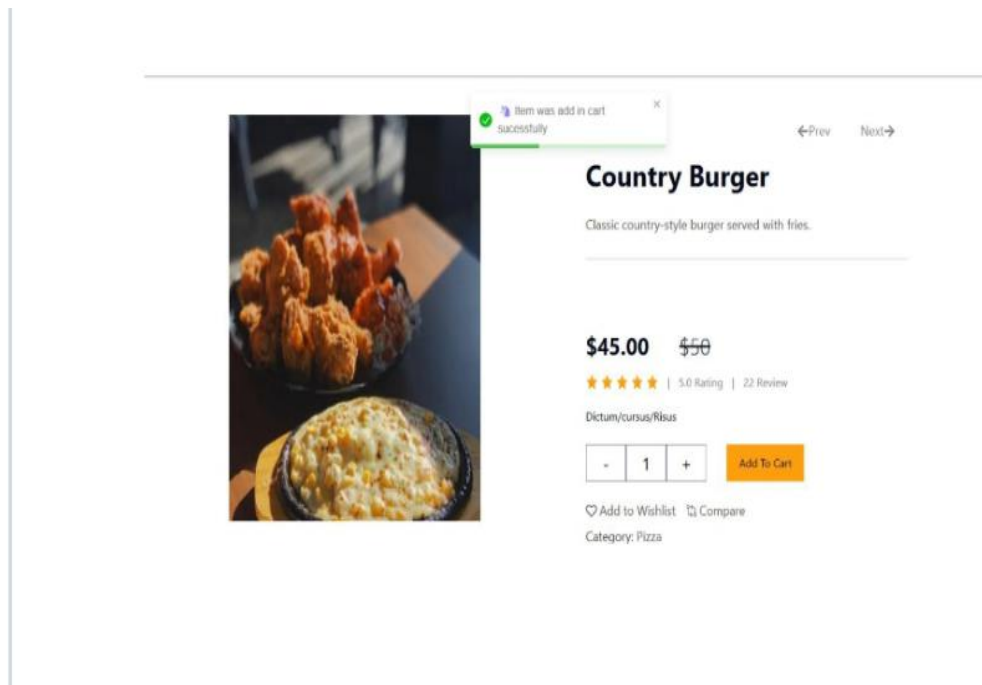 Item was add in cart
sucessfully
←Prev Next→
Country Burger
Classic country-style burger served with fries.
$45.00 $50
| 5.0 Rating | 22 Review
Dictum/cursus/Risus
- 1 + Add To Cart
Add to Wishlist Compare
Category: Pizza